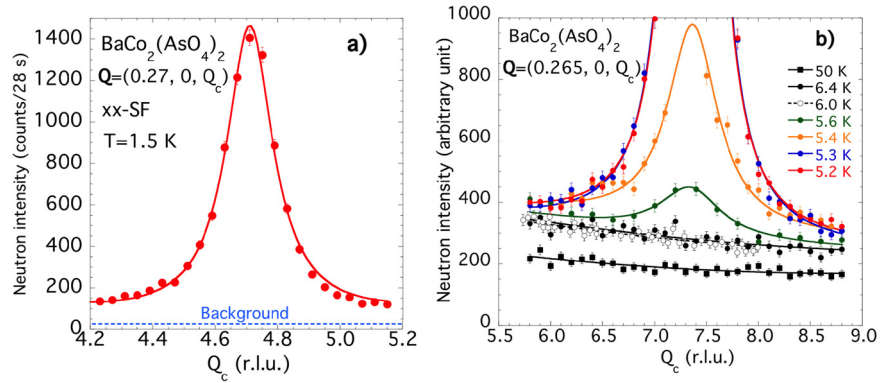 a)
BaCo₂(AsO₄)₂
Q=(0.27, 0, Q_c)
xx-SF
T=1.5 K
Background
Neutron intensity (counts/28 s)
1400
1200
1000
800
600
400
200
0
4.2 4.4 4.6 4.8 5.0 5.2
Q_c (r.l.u.)
b)
BaCo₂(AsO₄)₂
Q=(0.265, 0, Q_c)
50 K
6.4 K
6.0 K
5.6 K
5.4 K
5.3 K
5.2 K
Neutron intensity (arbitrary unit)
1000
800
600
400
200
0
5.5 6.0 6.5 7.0 7.5 8.0 8.5 9.0
Q_c (r.l.u.)